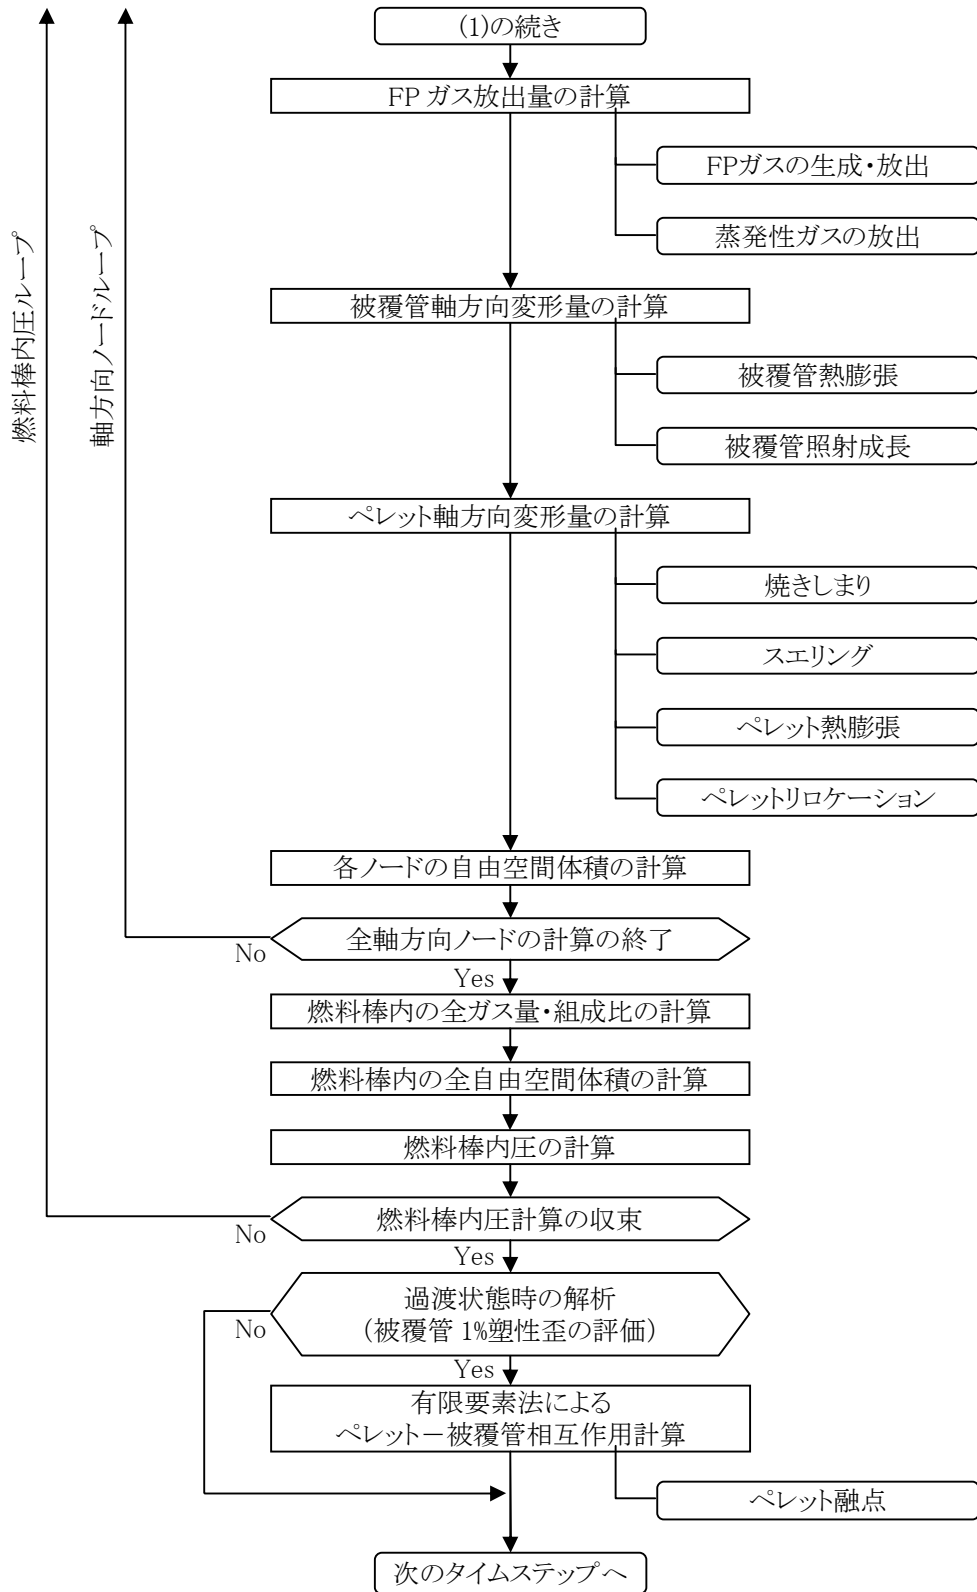 (1)の続き
FP ガス放出量の計算
FPガスの生成・放出
蒸発性ガスの放出
被覆管軸方向変形量の計算
被覆管熱膨張
被覆管照射成長
ペレット軸方向変形量の計算
焼きしまり
スエリング
ペレット熱膨張
ペレットリロケーション
各ノードの自由空間体積の計算
全軸方向ノードの計算の終了
No
Yes
燃料棒内の全ガス量・組成比の計算
燃料棒内の全自由空間体積の計算
燃料棒内圧の計算
燃料棒内圧計算の収束
No
Yes
過渡状態時の解析
(被覆管 1%塑性歪の評価)
No
Yes
有限要素法による
ペレット－被覆管相互作用計算
ペレット融点
次のタイムステップへ
燃料棒内圧ループ
軸方向ノードループ